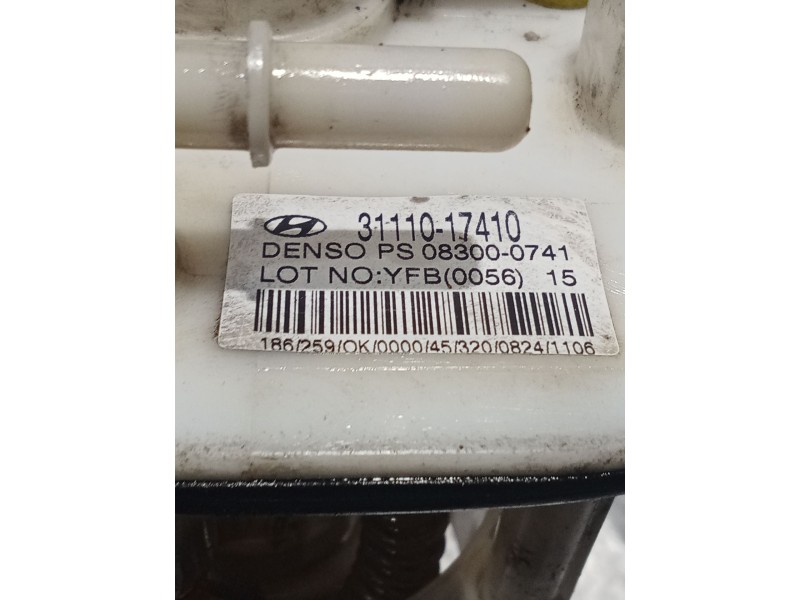 31110-17410
DENSO PS 08300-0741
LOT NO:YFB(0056) 15
186/259/OK/0000/45/320/0824/1106